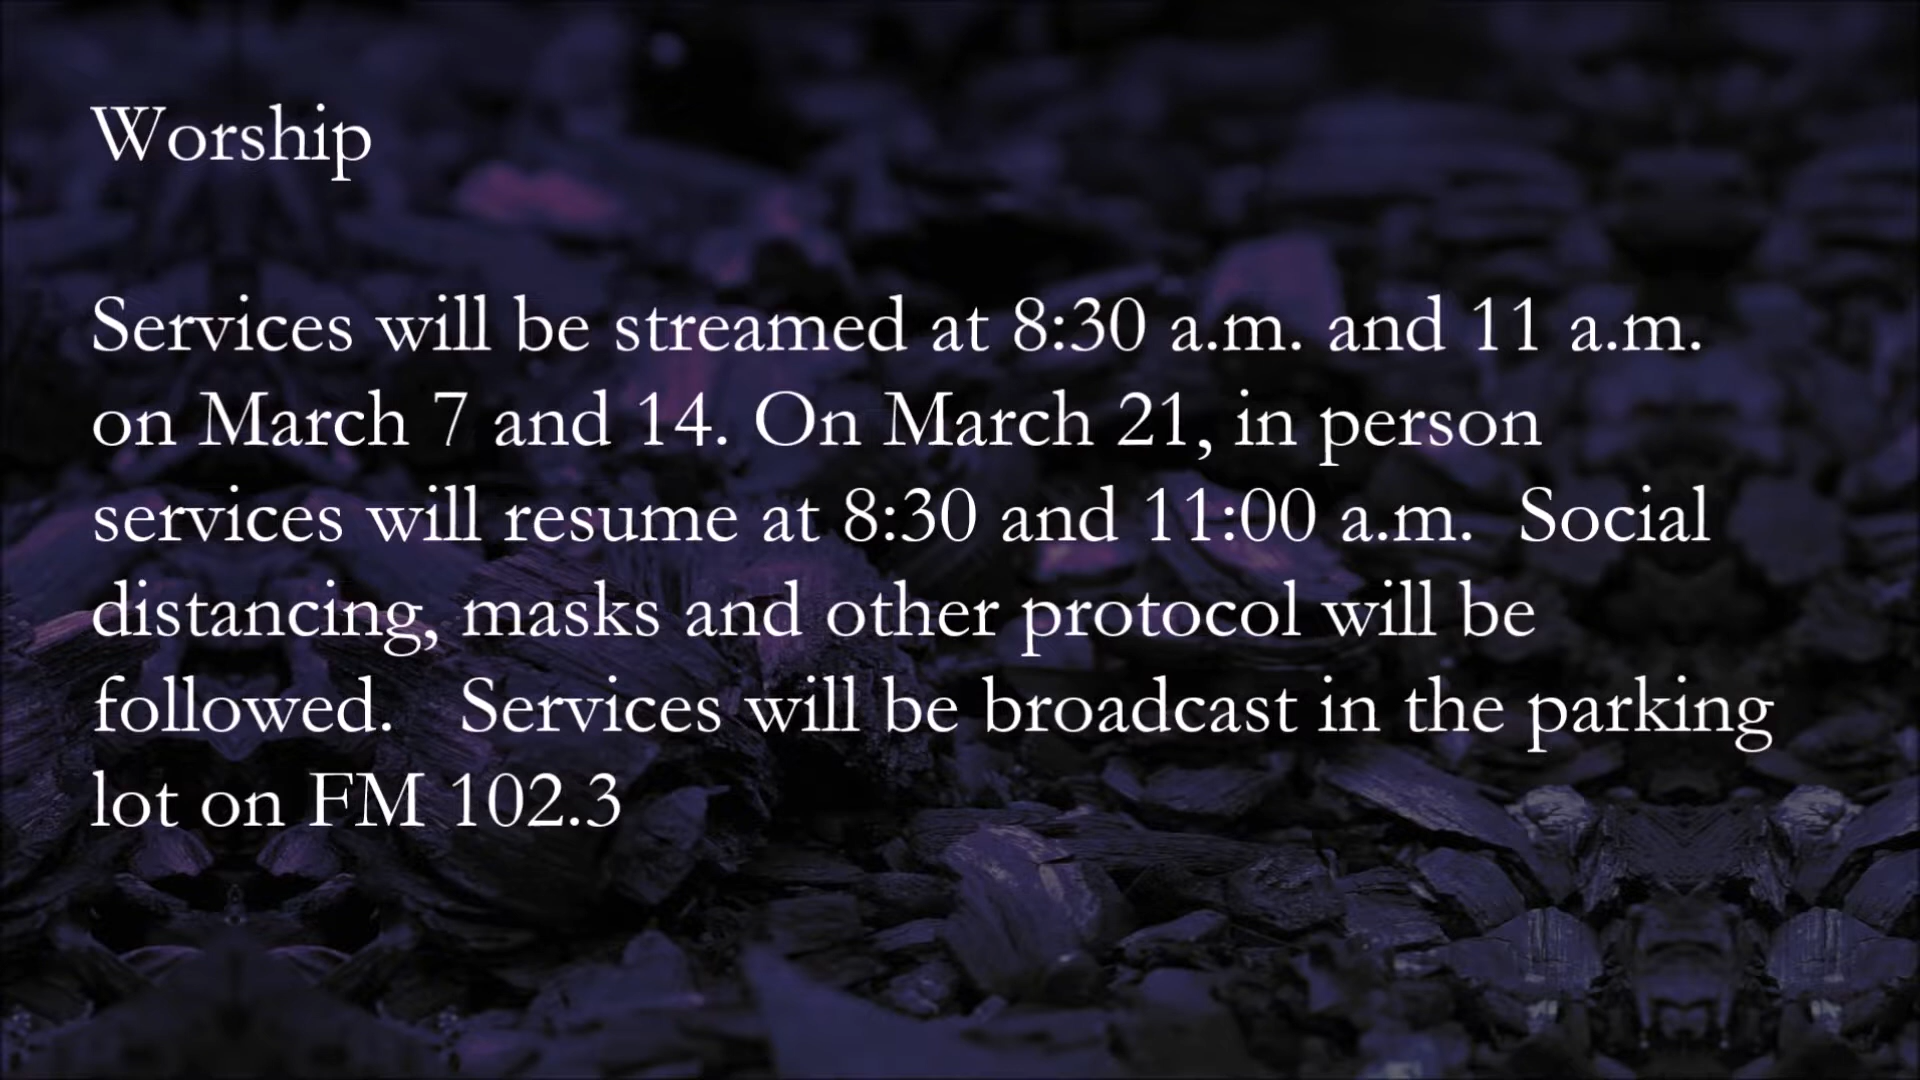 Worship
Services will be streamed at 8:30 a.m. and 11 a.m.
on March 7 and 14. On March 21, in person
services will resume at 8:30 and 11:00 a.m.  Social
distancing, masks and other protocol will be
followed.   Services will be broadcast in the parking
lot on FM 102.3